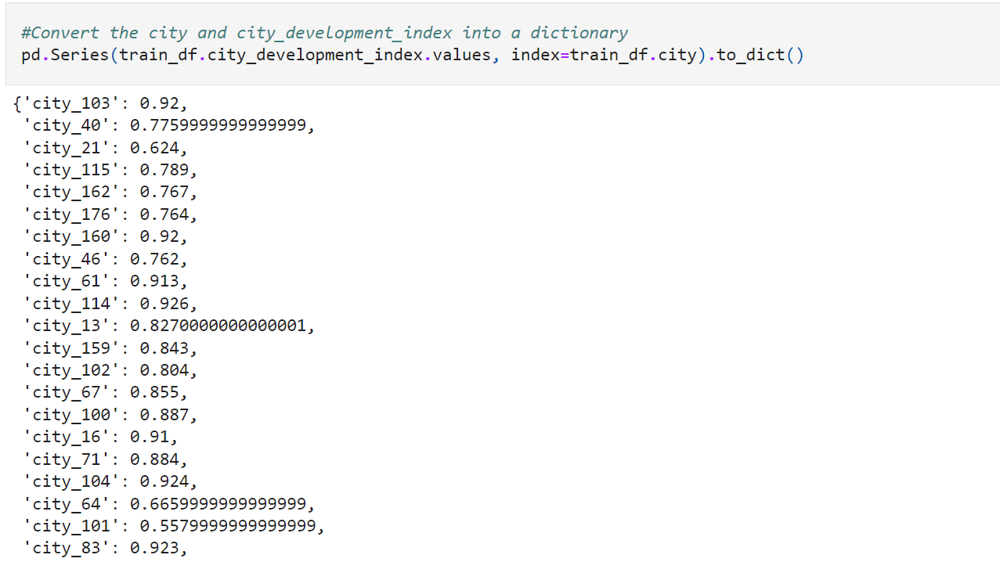 #Convert the city and city_development_index into a dictionary
pd.Series(train_df.city_development_index.values, index=train_df.city).to_dict()
{'city_103': 0.92,
'city_40': 0.7759999999999999,
'city_21': 0.624,
'city_115': 0.789,
'city_162': 0.767,
'city_176': 0.764,
'city_160': 0.92,
'city_46': 0.762,
'city_61': 0.913,
'city_114': 0.926,
'city_13': 0.8270000000000001,
'city_159': 0.843,
'city_102': 0.804,
'city_67': 0.855,
'city_100': 0.887,
'city_16': 0.91,
'city_71': 0.884,
'city_104': 0.924,
'city_64': 0.6659999999999999,
'city_101': 0.5579999999999999,
'city_83': 0.923,